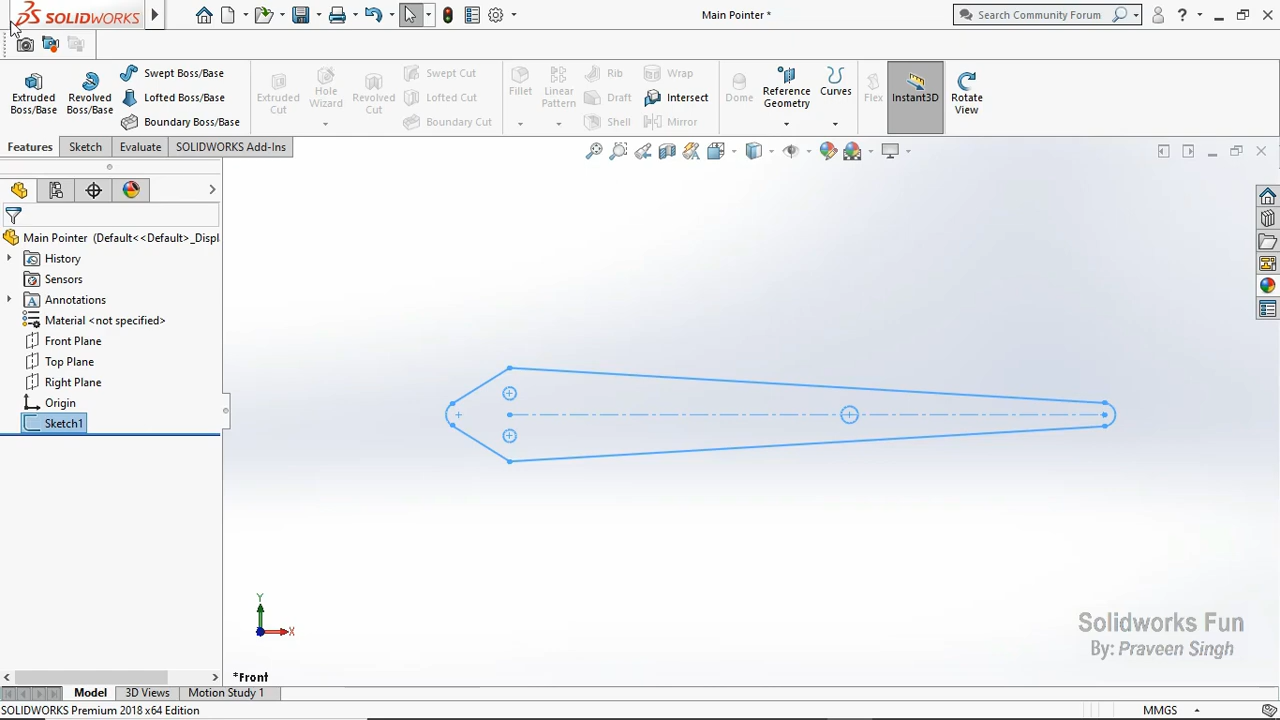 SOLIDWORKS
Main Pointer *
Search Community Forum
?
Extruded
Boss/Base
Revolved
Boss/Base
Swept Boss/Base
Lofted Boss/Base
Boundary Boss/Base
Extruded
Cut
Hole
Wizard
Revolved
Cut
Swept Cut
Lofted Cut
Boundary Cut
Fillet
Linear
Pattern
Rib
Draft
Shell
Wrap
Intersect
Mirror
Dome
Reference
Geometry
Curves
Flex
Instant3D
Rotate
View
Features
Sketch
Evaluate
SOLIDWORKS Add-Ins
Main Pointer (Default<<Default>_Displ
History
Sensors
Annotations
Material <not specified>
Front Plane
Top Plane
Right Plane
Origin
Sketch1
Y
X
*Front
Solidworks Fun
By: Praveen Singh
Model
3D Views
Motion Study 1
SOLIDWORKS Premium 2018 x64 Edition
MMGS